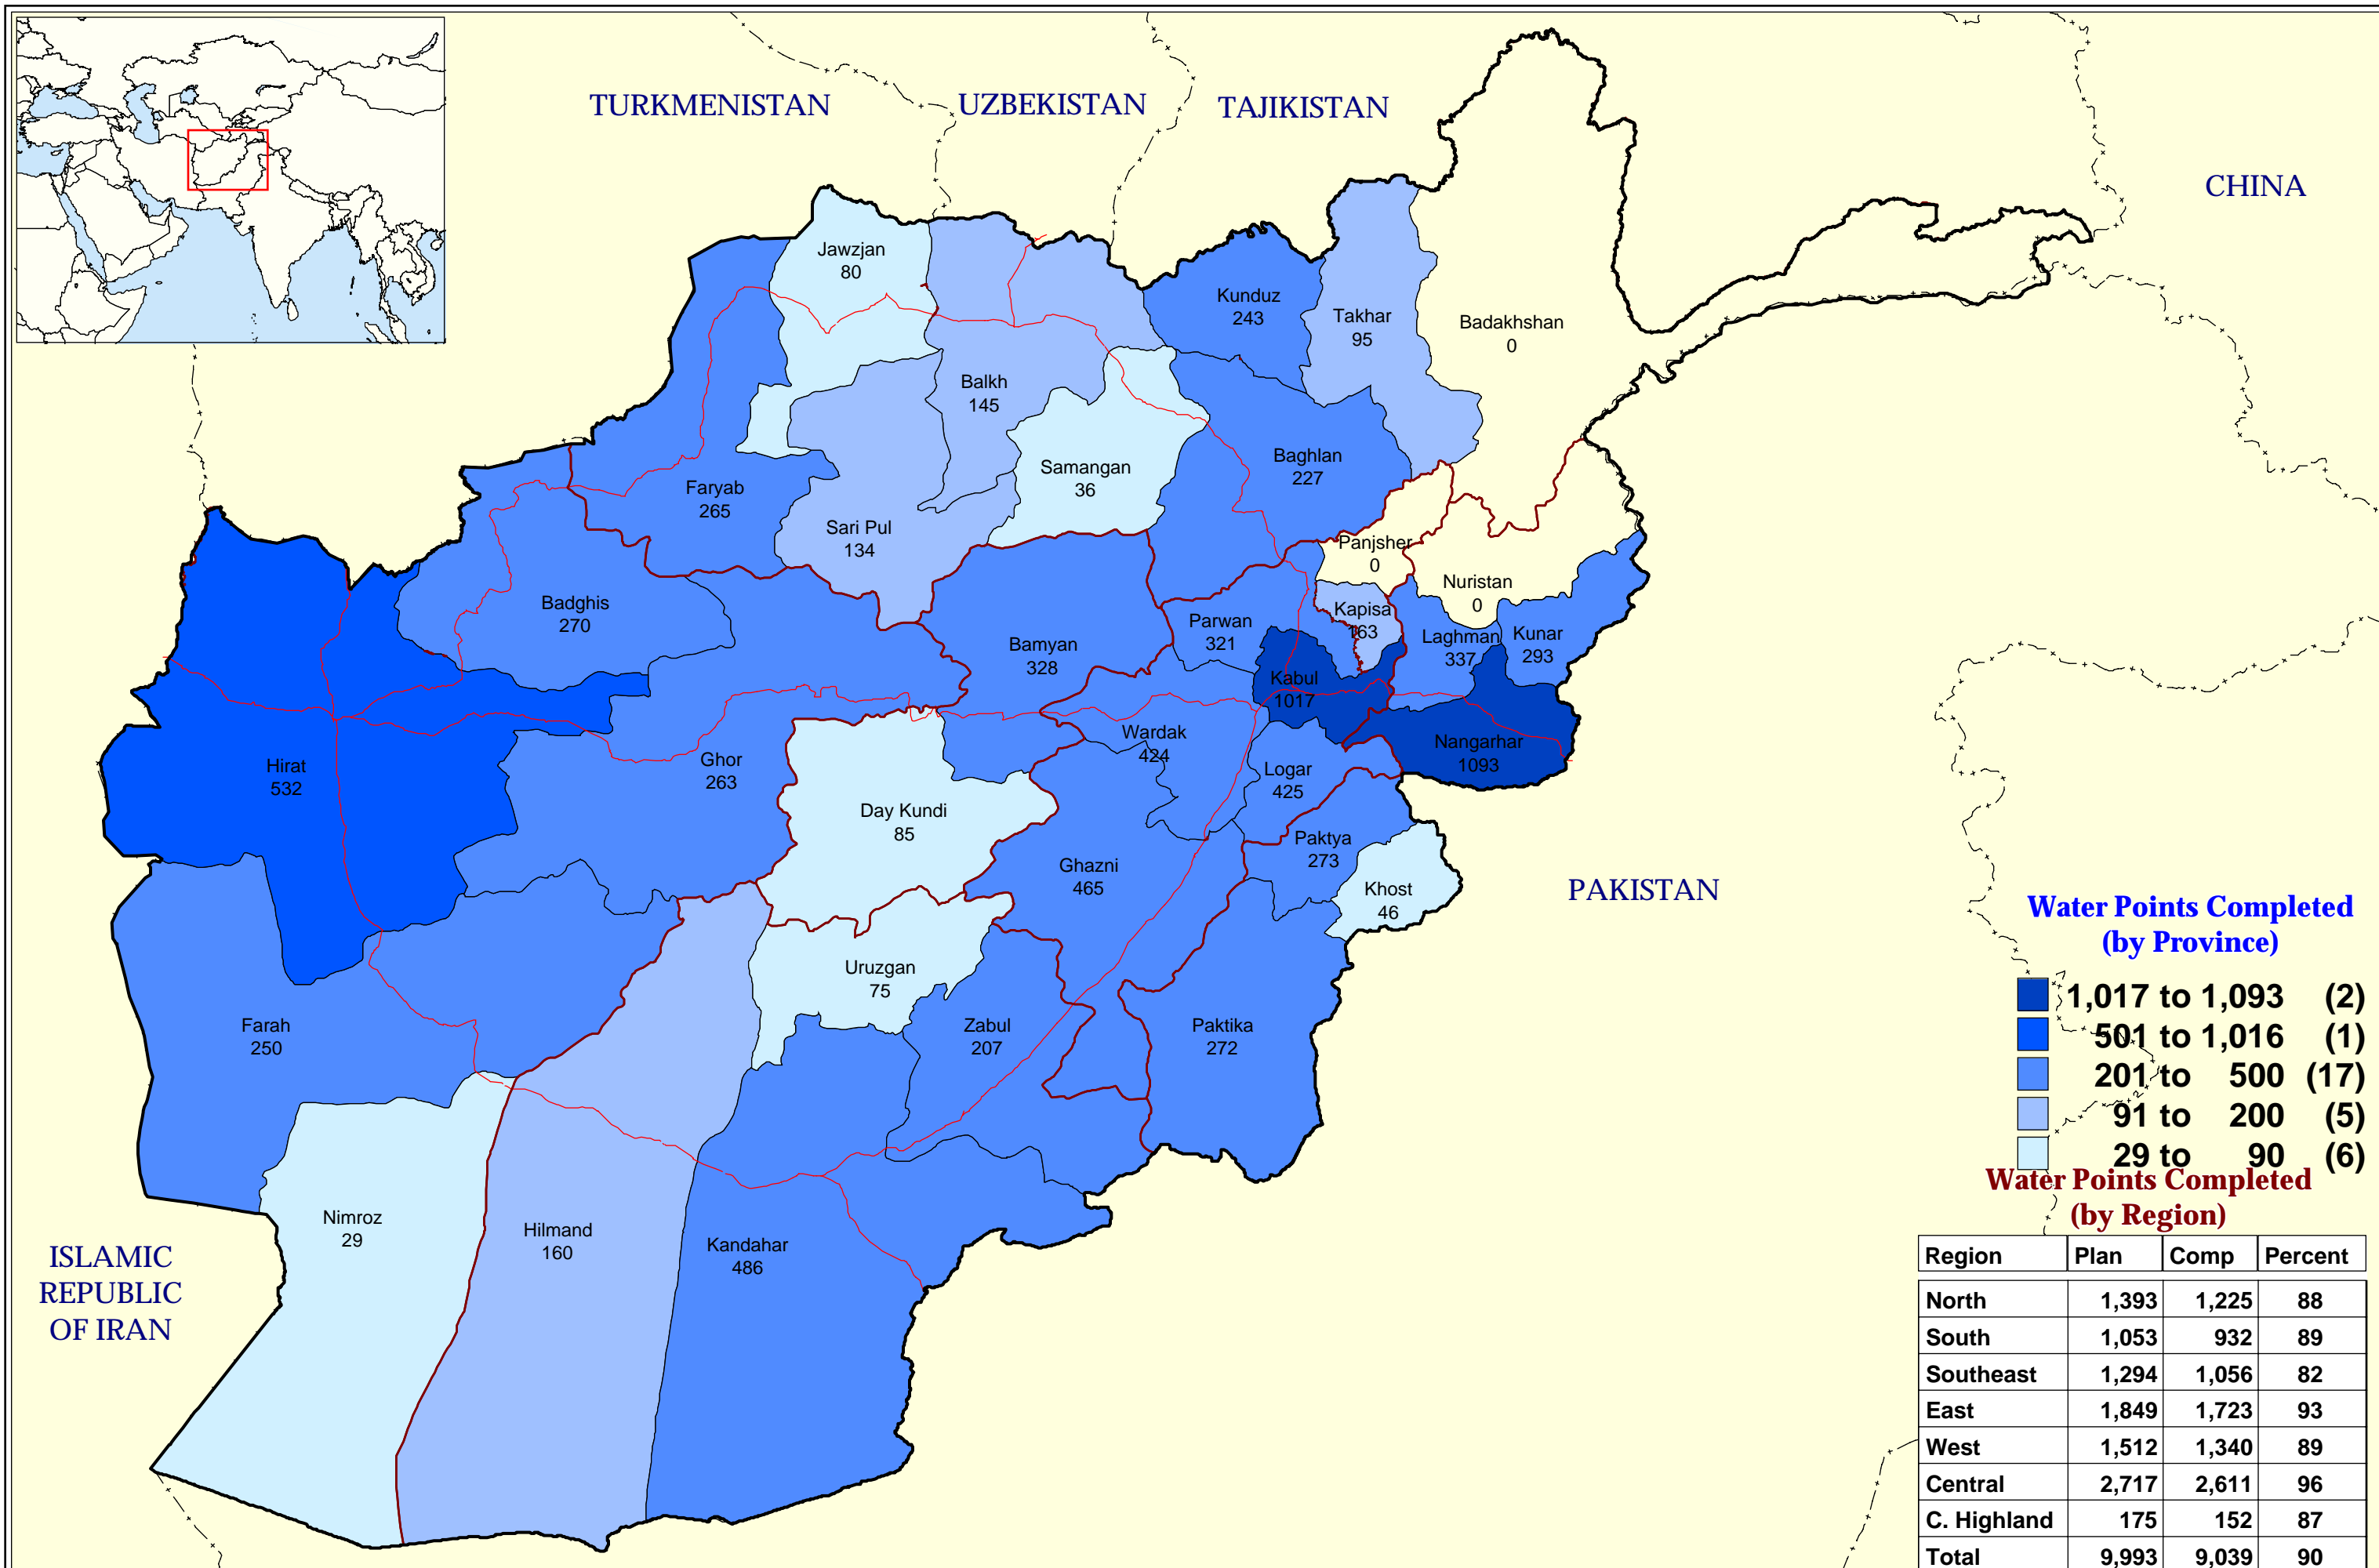 TURKMENISTAN
UZBEKISTAN
TAJIKISTAN
CHINA
Jawzjan
80
Kunduz
243
Takhar
95
Badakhshan
0
Balkh
145
Samangan
36
Baghlan
227
Faryab
265
Sari Pul
134
Panjsher
0
Nuristan
0
Badghis
270
Bamyan
328
Parwan
321
Kapisa
163
Laghman
337
Kunar
293
Kabul
1017
Wardak
424
Nangarhar
1093
Hirat
532
Ghor
263
Logar
425
Day Kundi
85
Paktya
273
Ghazni
465
Khost
46
PAKISTAN
Uruzgan
75
Farah
250
Zabul
207
Paktika
272
Nimroz
29
Hilmand
160
Kandahar
486
ISLAMIC
REPUBLIC
OF IRAN
Water Points Completed
(by Province)
1,017 to 1,093 (2)
501 to 1,016 (1)
201 to 500 (17)
91 to 200 (5)
29 to 90 (6)
Water Points Completed
(by Region)
Region Plan Comp Percent
North 1,393 1,225 88
South 1,053 932 89
Southeast 1,294 1,056 82
East 1,849 1,723 93
West 1,512 1,340 89
Central 2,717 2,611 96
C. Highland 175 152 87
Total 9,993 9,039 90